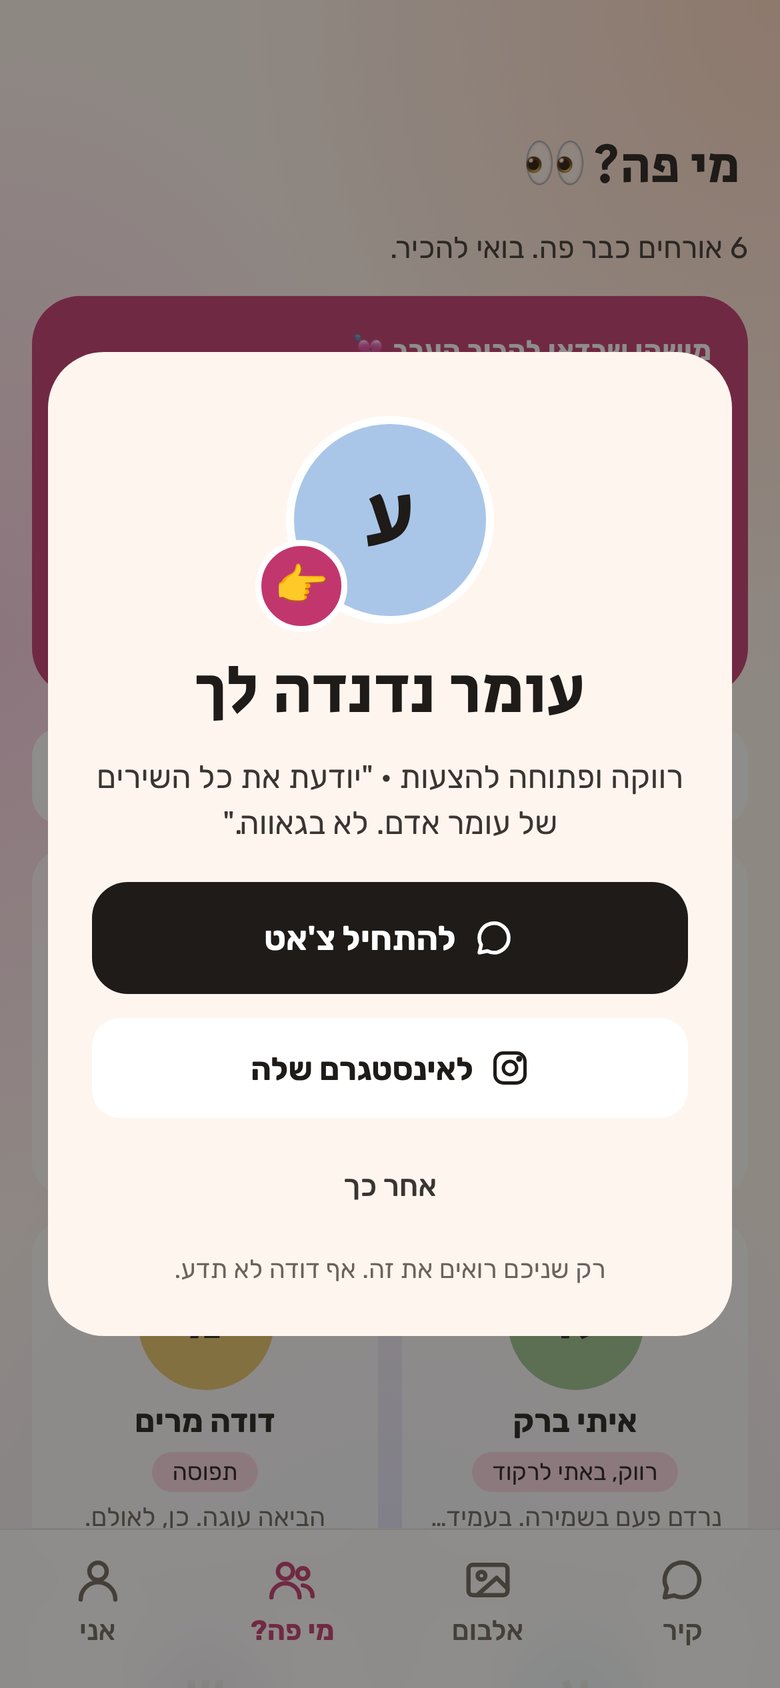 מי פה? 👀
6 אורחים כבר פה. בואי להכיר.
ע
עומר נדנדה לך
רווקה ופתוחה להצעות • "יודעת את כל השירים
של עומר אדם. לא בגאווה."
להתחיל צ'אט
לאינסטגרם שלה
אחר כך
רק שניכם רואים את זה. אף דודה לא תדע.
איתי ברק
רווק, באתי לרקוד
נרדם פעם בשמירה. בעמיד...
דודה מרים
תפוסה
הביאה עוגה. כן, לאולם.
קיר
אלבום
מי פה?
אני